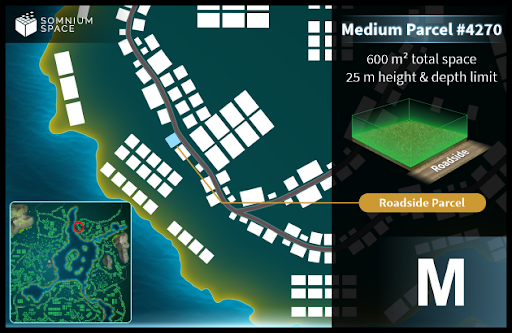 SOMNIUM
SPACE
Medium Parcel #4270
600 m² total space
25 m height & depth limit
Roadside
Roadside Parcel
M